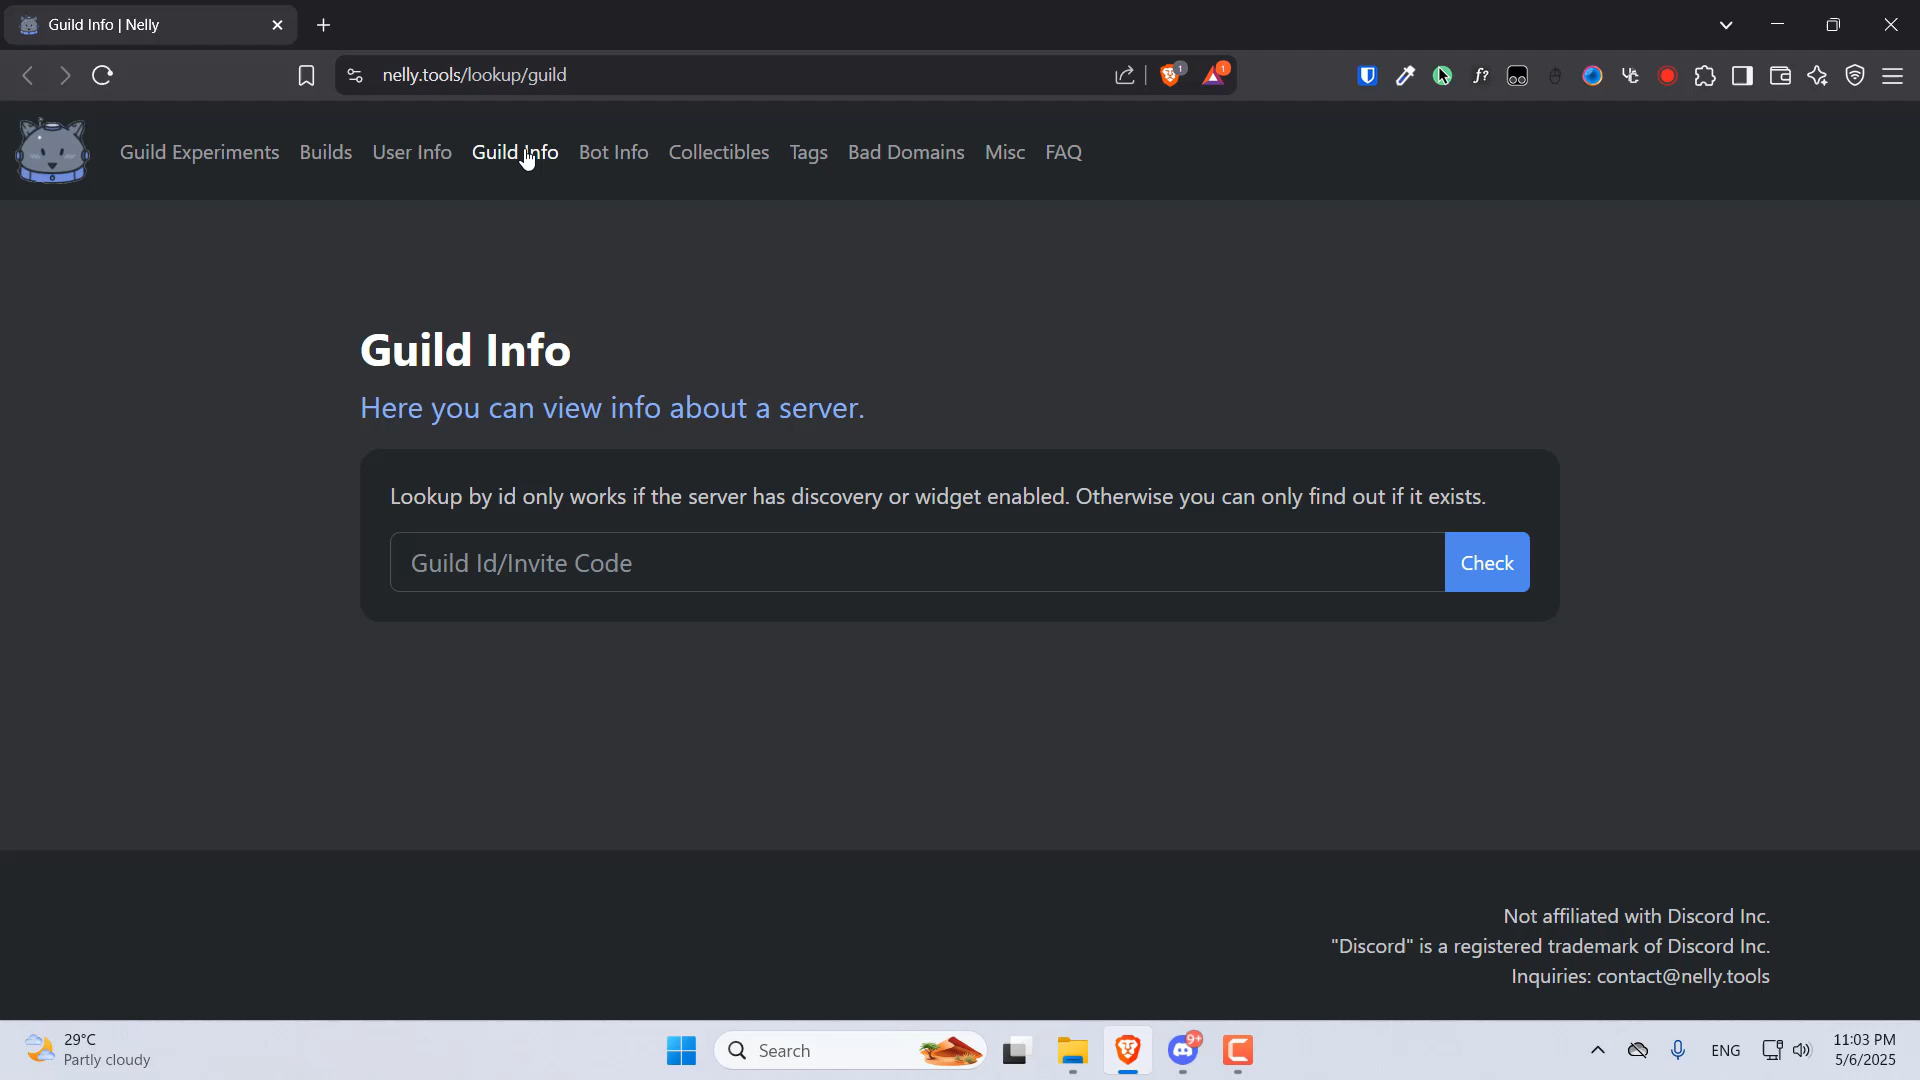 Guild Info | Nelly
nelly.tools/lookup/guild
1
1
f?
Guild Experiments Builds User Info Guild Info Bot Info Collectibles Tags Bad Domains Misc FAQ
Guild Info
Here you can view info about a server.
Lookup by id only works if the server has discovery or widget enabled. Otherwise you can only find out if it exists.
Guild Id/Invite Code
Check
Not affiliated with Discord Inc.
"Discord" is a registered trademark of Discord Inc.
Inquiries: contact@nelly.tools
29°C
Partly cloudy
Search
9+
ENG
11:03 PM
5/6/2025